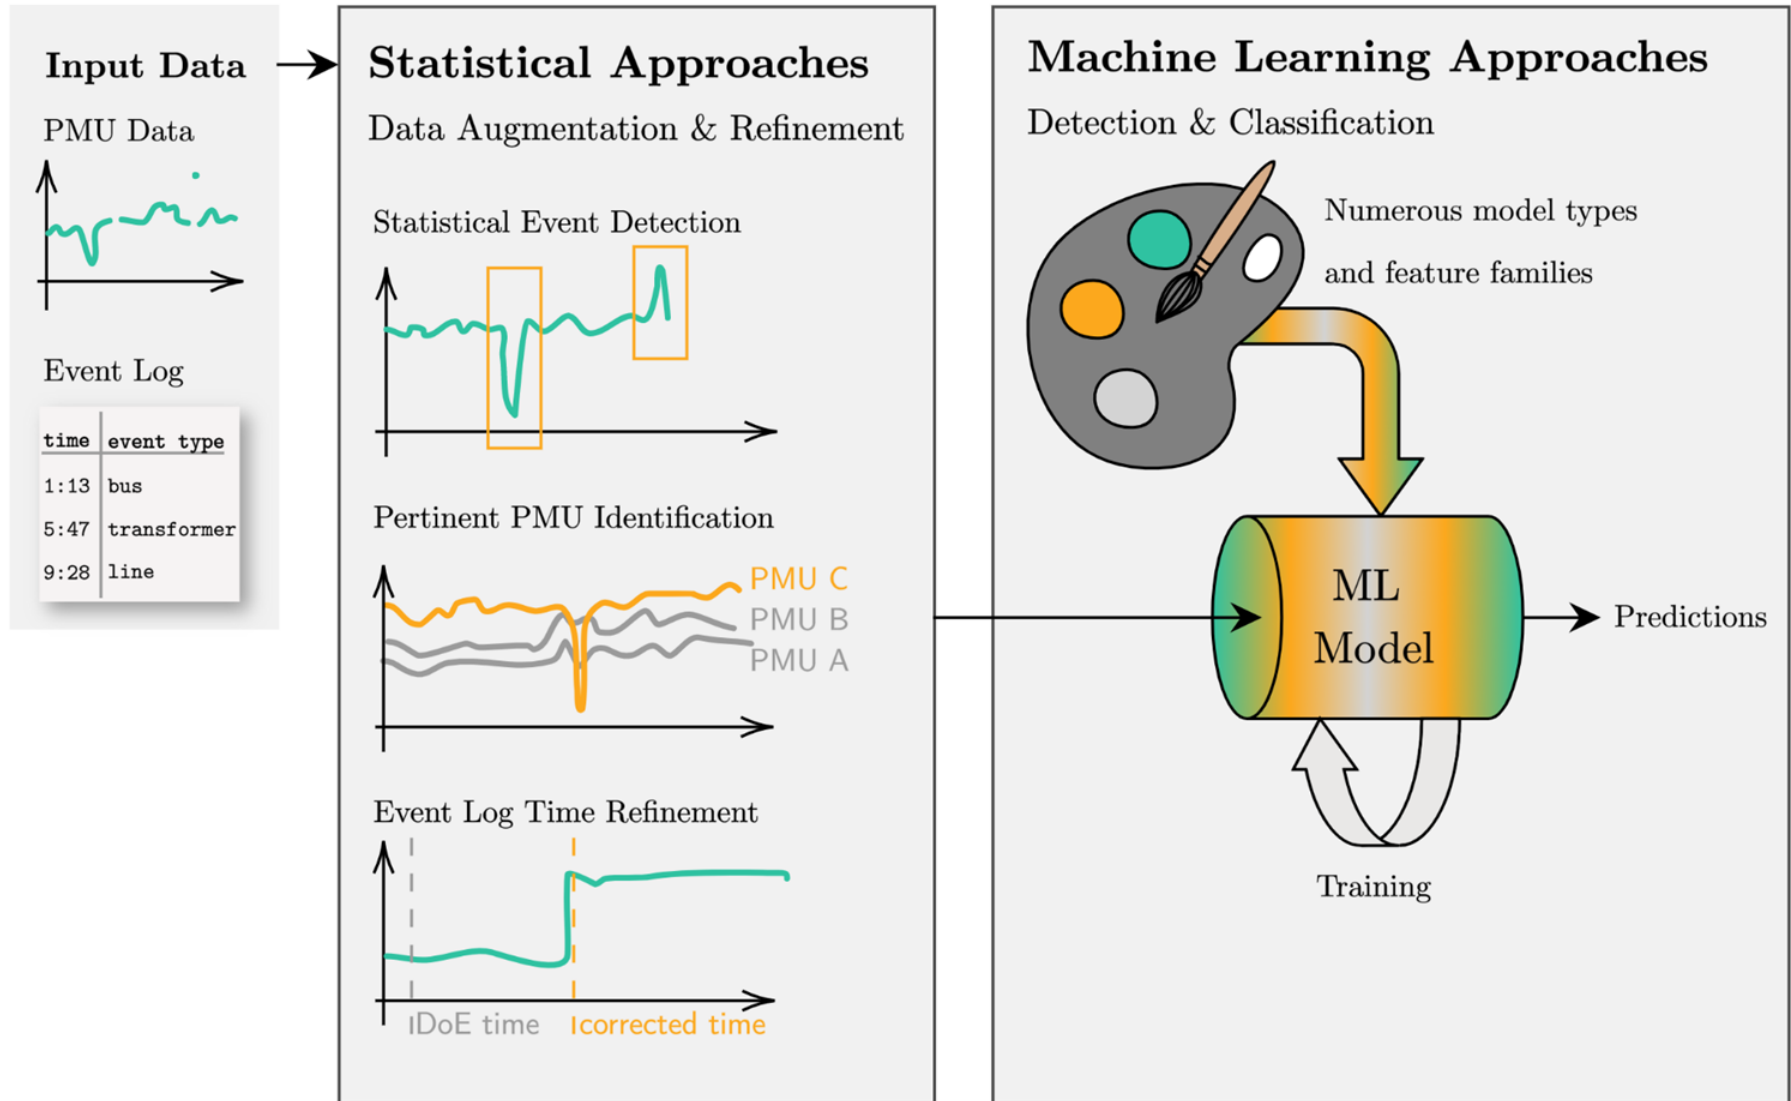 Input Data
PMU Data
Event Log
time event type
1:13 bus
5:47 transformer
9:28 line
Statistical Approaches
Data Augmentation & Refinement
Statistical Event Detection
Pertinent PMU Identification
PMU C
PMU B
PMU A
Event Log Time Refinement
DoE time
corrected time
Machine Learning Approaches
Detection & Classification
Numerous model types
and feature families
ML
Model
Predictions
Training